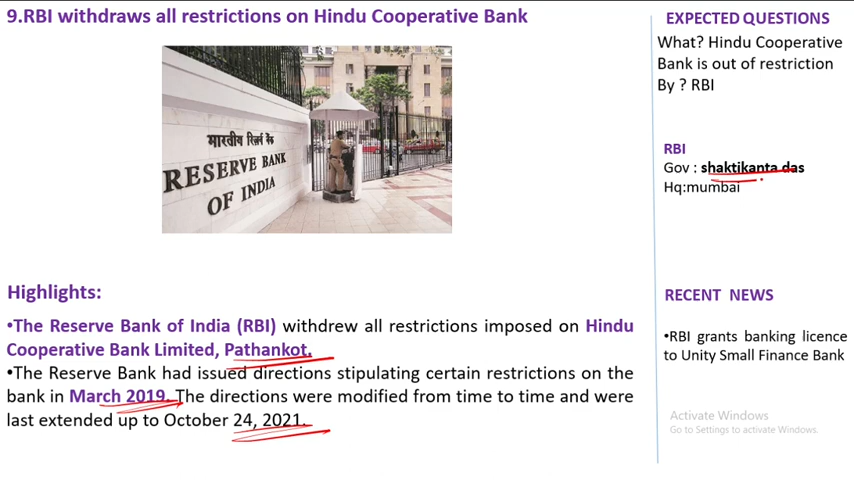 9.RBI withdraws all restrictions on Hindu Cooperative Bank
भारतीय रिज़र्व बैंक
RESERVE BANK
OF INDIA
Highlights:
•The Reserve Bank of India (RBI) withdrew all restrictions imposed on Hindu
Cooperative Bank Limited, Pathankot.
•The Reserve Bank had issued directions stipulating certain restrictions on the
bank in March 2019. The directions were modified from time to time and were
last extended up to October 24, 2021.
EXPECTED QUESTIONS
What? Hindu Cooperative
Bank is out of restriction
By ? RBI
RBI
Gov : shaktikanta das
Hq:mumbai
RECENT NEWS
•RBI grants banking licence
to Unity Small Finance Bank
Activate Windows
Go to Settings to activate Windows.